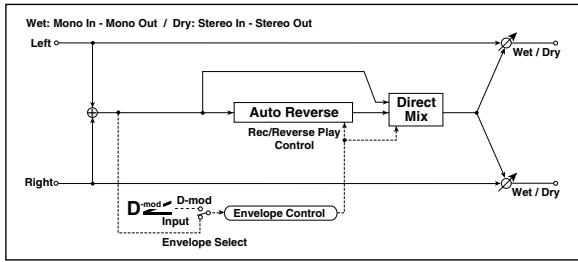 Wet: Mono In - Mono Out / Dry: Stereo In - Stereo Out
Left
Wet / Dry
Auto Reverse
Direct
Mix
Rec/Reverse Play
Control
Right
Wet / Dry
D-mod
D-mod
Input
Envelope Control
Envelope Select